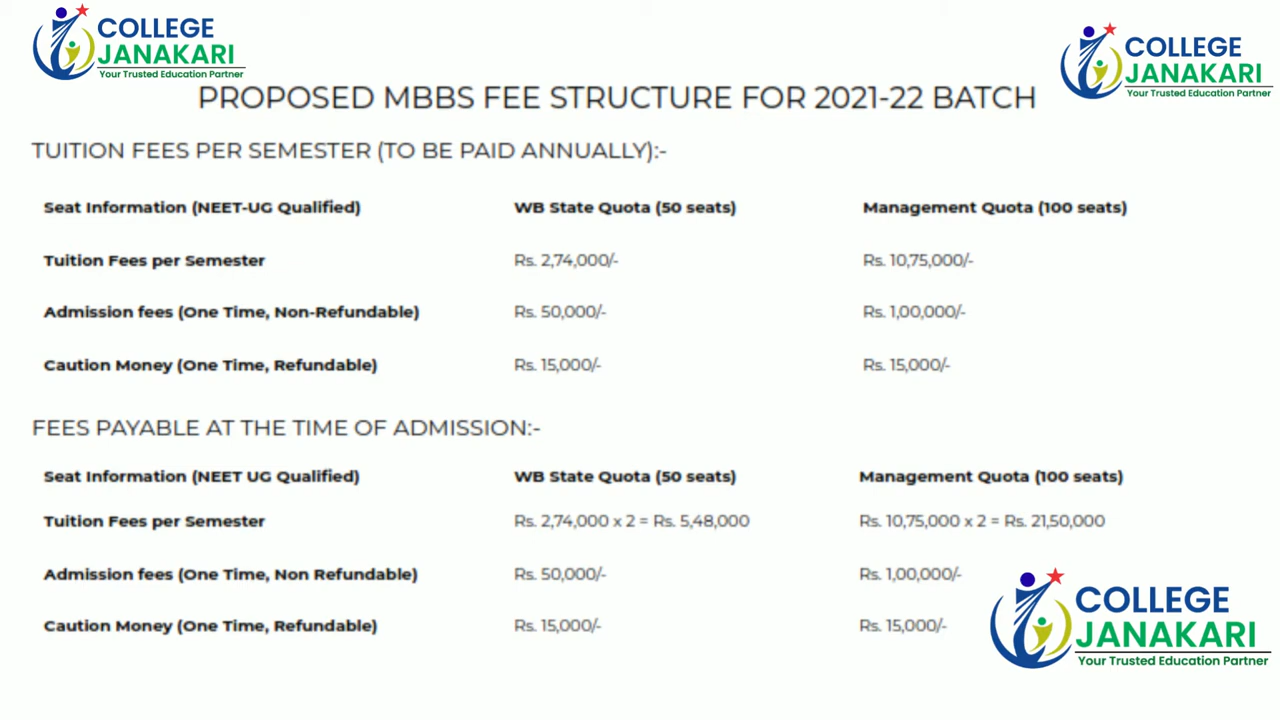 COLLEGE
JANAKARI
Your Trusted Education Partner
COLLEGE
JANAKARI
Your Trusted Education Partner
PROPOSED MBBS FEE STRUCTURE FOR 2021-22 BATCH
TUITION FEES PER SEMESTER (TO BE PAID ANNUALLY):-
Seat Information (NEET-UG Qualified) WB State Quota (50 seats) Management Quota (100 seats)
Tuition Fees per Semester Rs. 2,74,000/- Rs. 10,75,000/-
Admission fees (One Time, Non-Refundable) Rs. 50,000/- Rs. 1,00,000/-
Caution Money (One Time, Refundable) Rs. 15,000/- Rs. 15,000/-
FEES PAYABLE AT THE TIME OF ADMISSION:-
Seat Information (NEET UG Qualified) WB State Quota (50 seats) Management Quota (100 seats)
Tuition Fees per Semester Rs. 2,74,000 x 2 = Rs. 5,48,000 Rs. 10,75,000 x 2 = Rs. 21,50,000
Admission fees (One Time, Non Refundable) Rs. 50,000/- Rs. 1,00,000/-
Caution Money (One Time, Refundable) Rs. 15,000/- Rs. 15,000/-
COLLEGE
JANAKARI
Your Trusted Education Partner